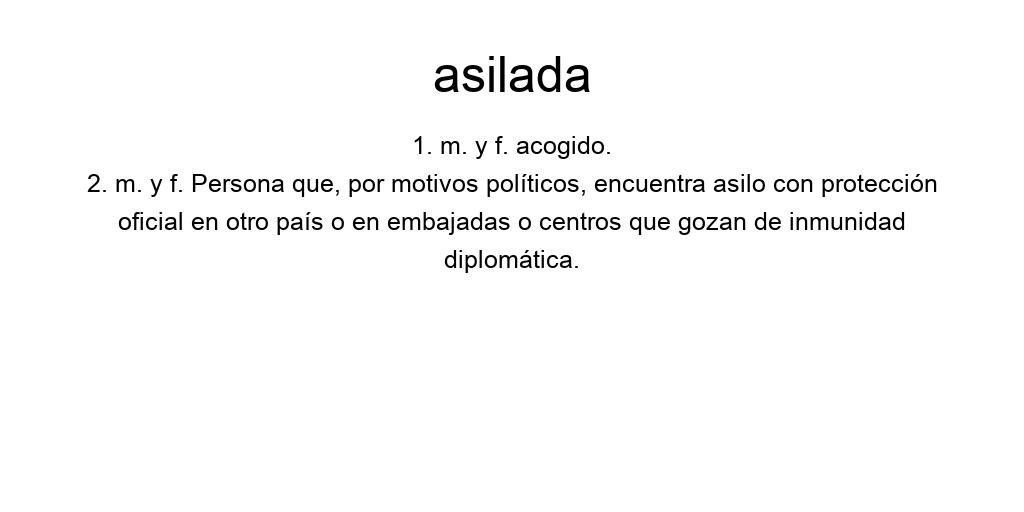 asilada
1. m. y f. acogido.
2. m. y f. Persona que, por motivos políticos, encuentra asilo con protección
oficial en otro país o en embajadas o centros que gozan de inmunidad
diplomática.